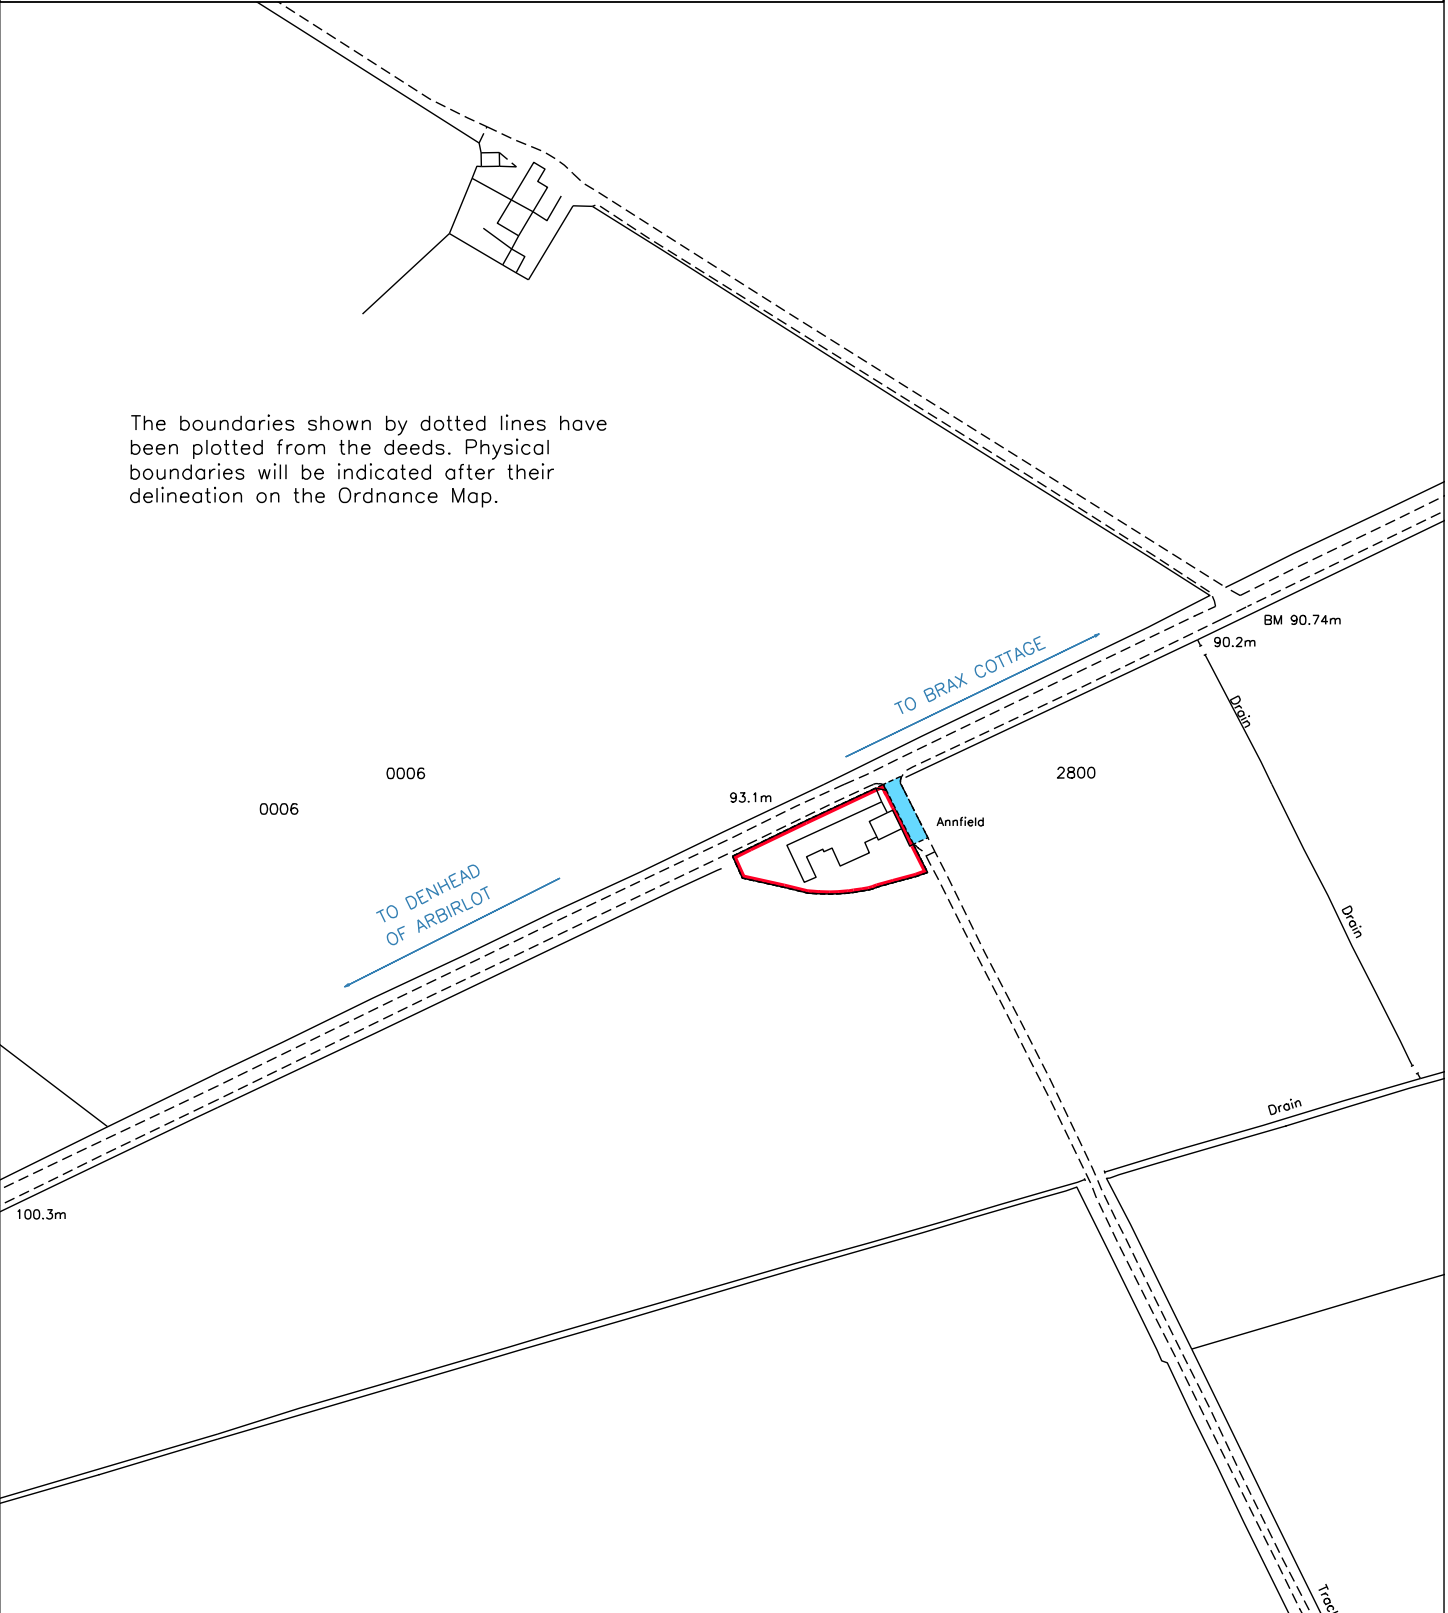 The boundaries shown by dotted lines have
been plotted from the deeds. Physical
boundaries will be indicated after their
delineation on the Ordnance Map.
BM 90.74m
90.2m
TO BRAX COTTAGE
Drain
0006
2800
93.1m
0006
Annfield
TO DENHEAD
OF ARBIRLOT
Drain
Drain
100.3m